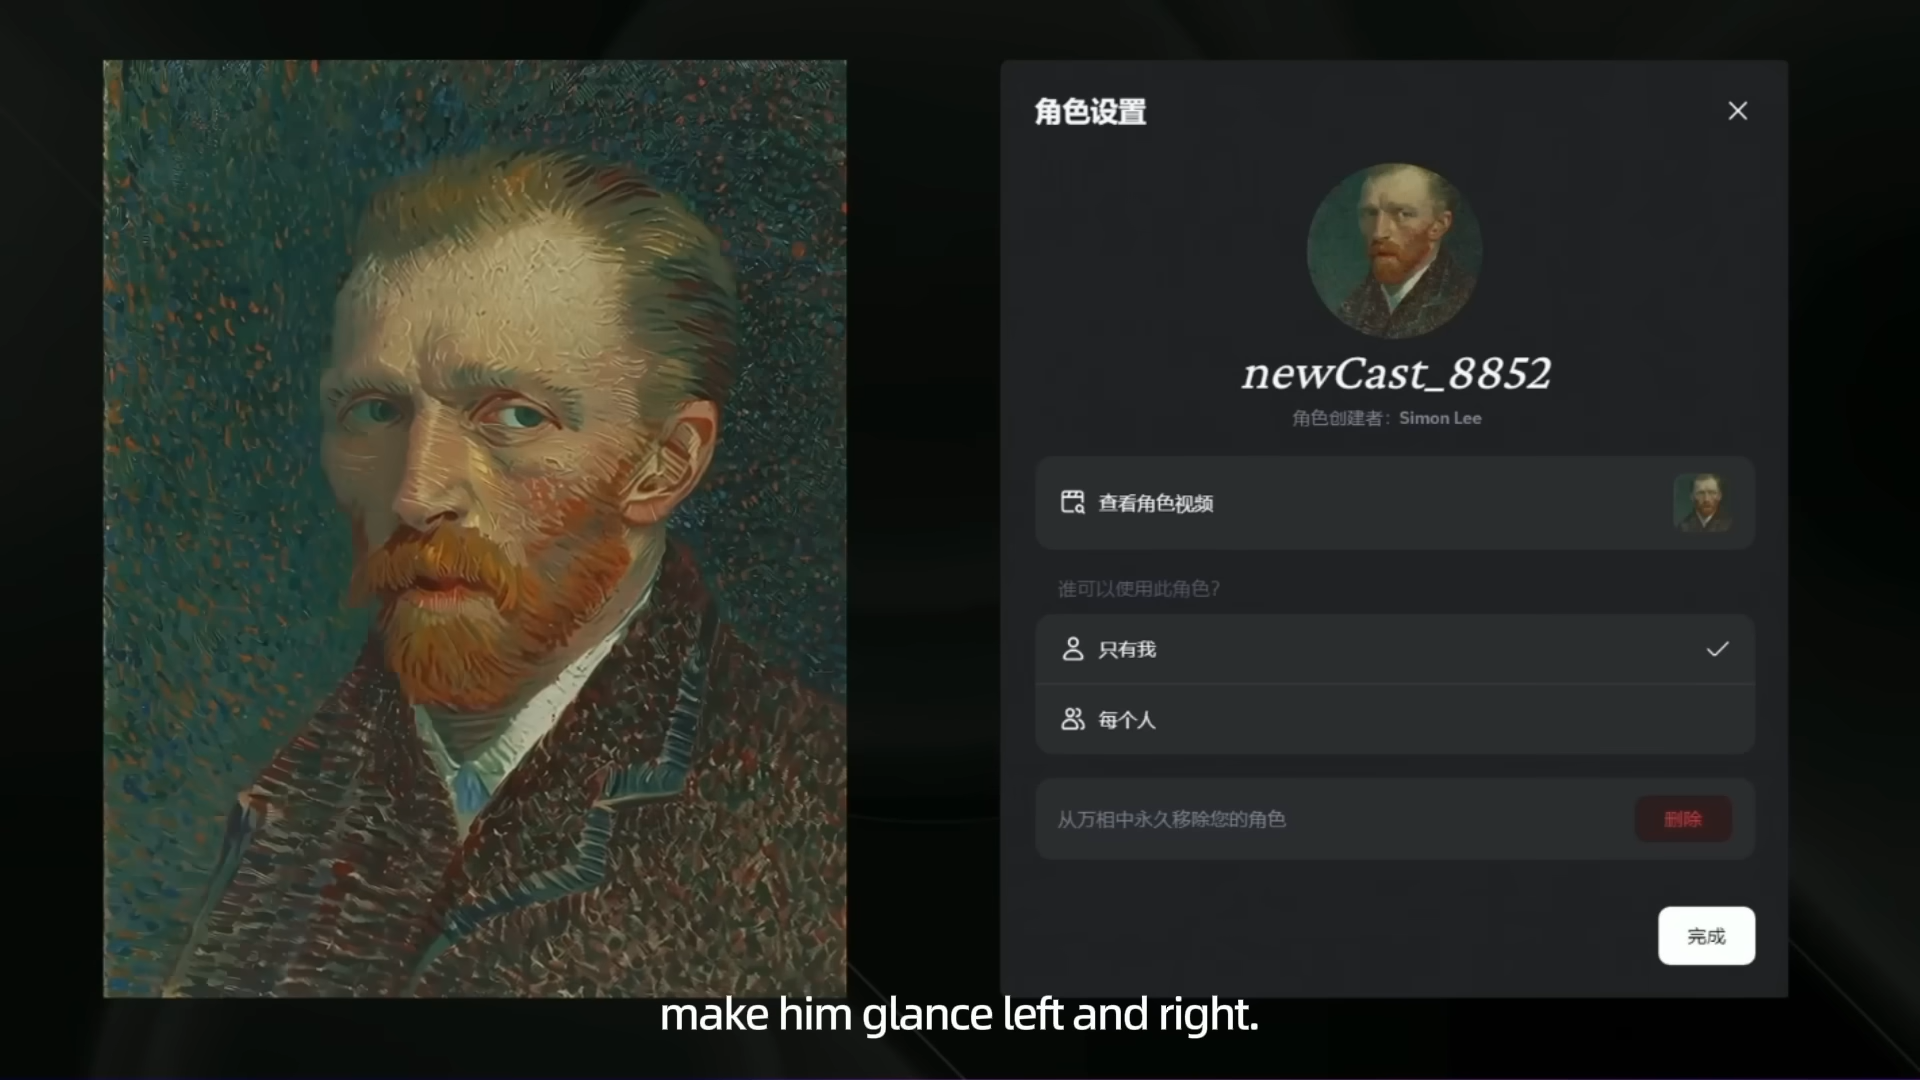 角色设置
newCast_8852
角色创建者：Simon Lee
查看角色视频
谁可以使用此角色？
只有我
每个人
从万相中永久移除您的角色
删除
完成
make him glance left and right.